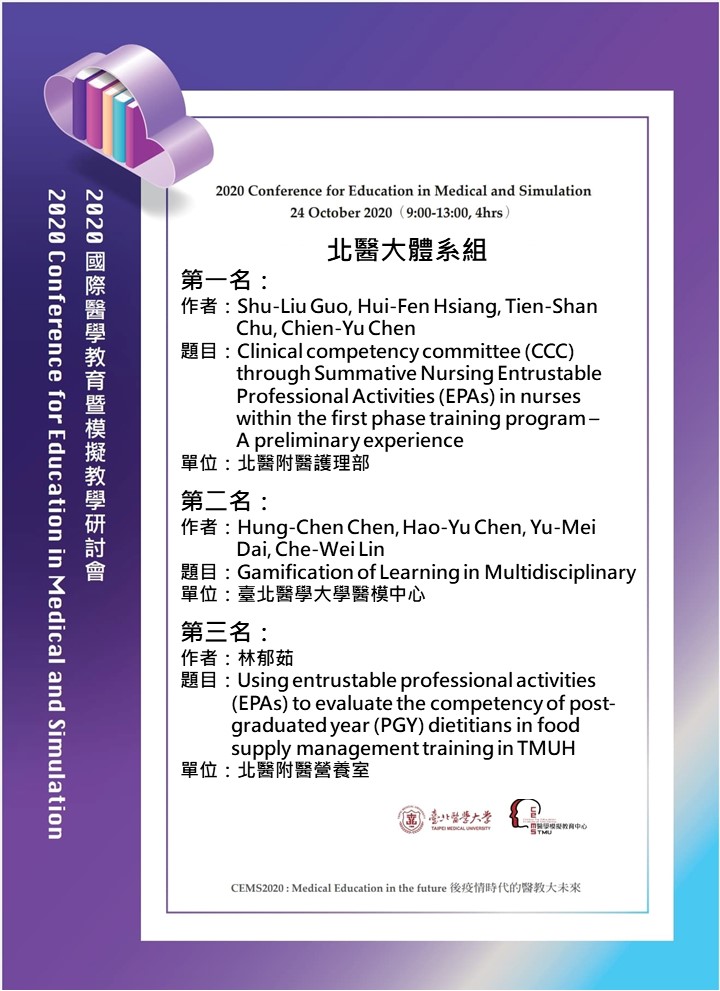 2020 國際醫學教育暨模擬教學研討會
2020 Conference for Education in Medical and Simulation
2020 Conference for Education in Medical and Simulation
24 October 2020（9:00-13:00, 4hrs）
北醫大體系組
第一名：
作者：Shu-Liu Guo, Hui-Fen Hsiang, Tien-Shan
Chu, Chien-Yu Chen
題目：Clinical competency committee (CCC)
through Summative Nursing Entrustable
Professional Activities (EPAs) in nurses
within the first phase training program –
A preliminary experience
單位：北醫附醫護理部
第二名：
作者：Hung-Chen Chen, Hao-Yu Chen, Yu-Mei
Dai, Che-Wei Lin
題目：Gamification of Learning in Multidisciplinary
單位：臺北醫學大學醫模中心
第三名：
作者：林郁茹
題目：Using entrustable professional activities
(EPAs) to evaluate the competency of post-
graduated year (PGY) dietitians in food
supply management training in TMUH
單位：北醫附醫營養室
臺北醫學大學
TAIPEI MEDICAL UNIVERSITY
醫學模擬教育中心
TMU
CEMS2020 : Medical Education in the future 後疫情時代的醫教大未來